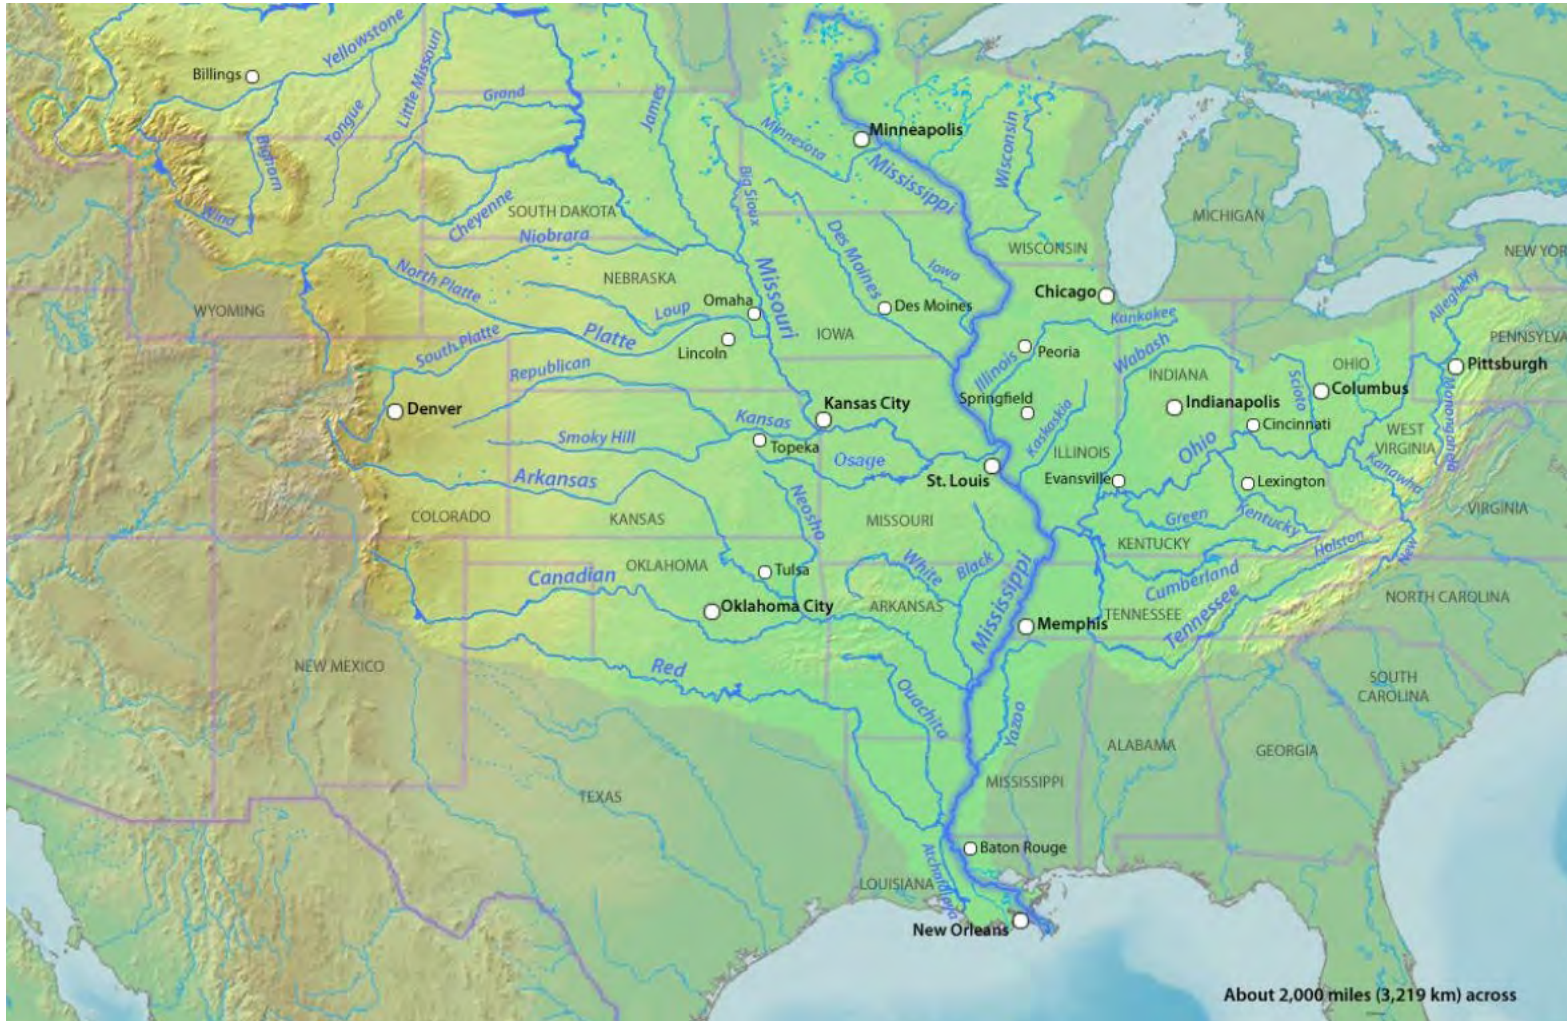 Billings
Yellowstone
Little Missouri
Tongue
Bighorn
Wind
Grand
James
Minnesota
Minneapolis
Mississippi
Wisconsin
Big Sioux
Cheyenne
SOUTH DAKOTA
Niobrara
MICHIGAN
WISCONSIN
NEW YOR
North Platte
NEBRASKA
Missouri
Des Moines
Iowa
Allegheny
WYOMING
Omaha
Loup
Des Moines
Chicago
Kankakee
South Platte
Platte
Lincoln
IOWA
Illinois
Peoria
Wabash
INDIANA
OHIO
PENNSYLVA
Pittsburgh
Republican
Scioto
Columbus
Monongahela
Denver
Kansas City
Springfield
Kaskaskia
Indianapolis
Cincinnati
Kansas
Topeka
Smoky Hill
Osage
ILLINOIS
Ohio
WEST
VIRGINIA
Kanawha
Arkansas
St. Louis
Evansville
Lexington
Neosho
COLORADO
KANSAS
MISSOURI
Green
Kentucky
VIRGINIA
KENTUCKY
Holston
New
OKLAHOMA
Tulsa
White
Black
Canadian
Mississippi
Cumberland
Oklahoma City
ARKANSAS
TENNESSEE
Tennessee
NORTH CAROLINA
Memphis
NEW MEXICO
Red
Ouachita
Yazoo
SOUTH
CAROLINA
ALABAMA
GEORGIA
MISSISSIPPI
TEXAS
Baton Rouge
LOUISIANA
Atchafalaya
New Orleans
About 2,000 miles (3,219 km) across